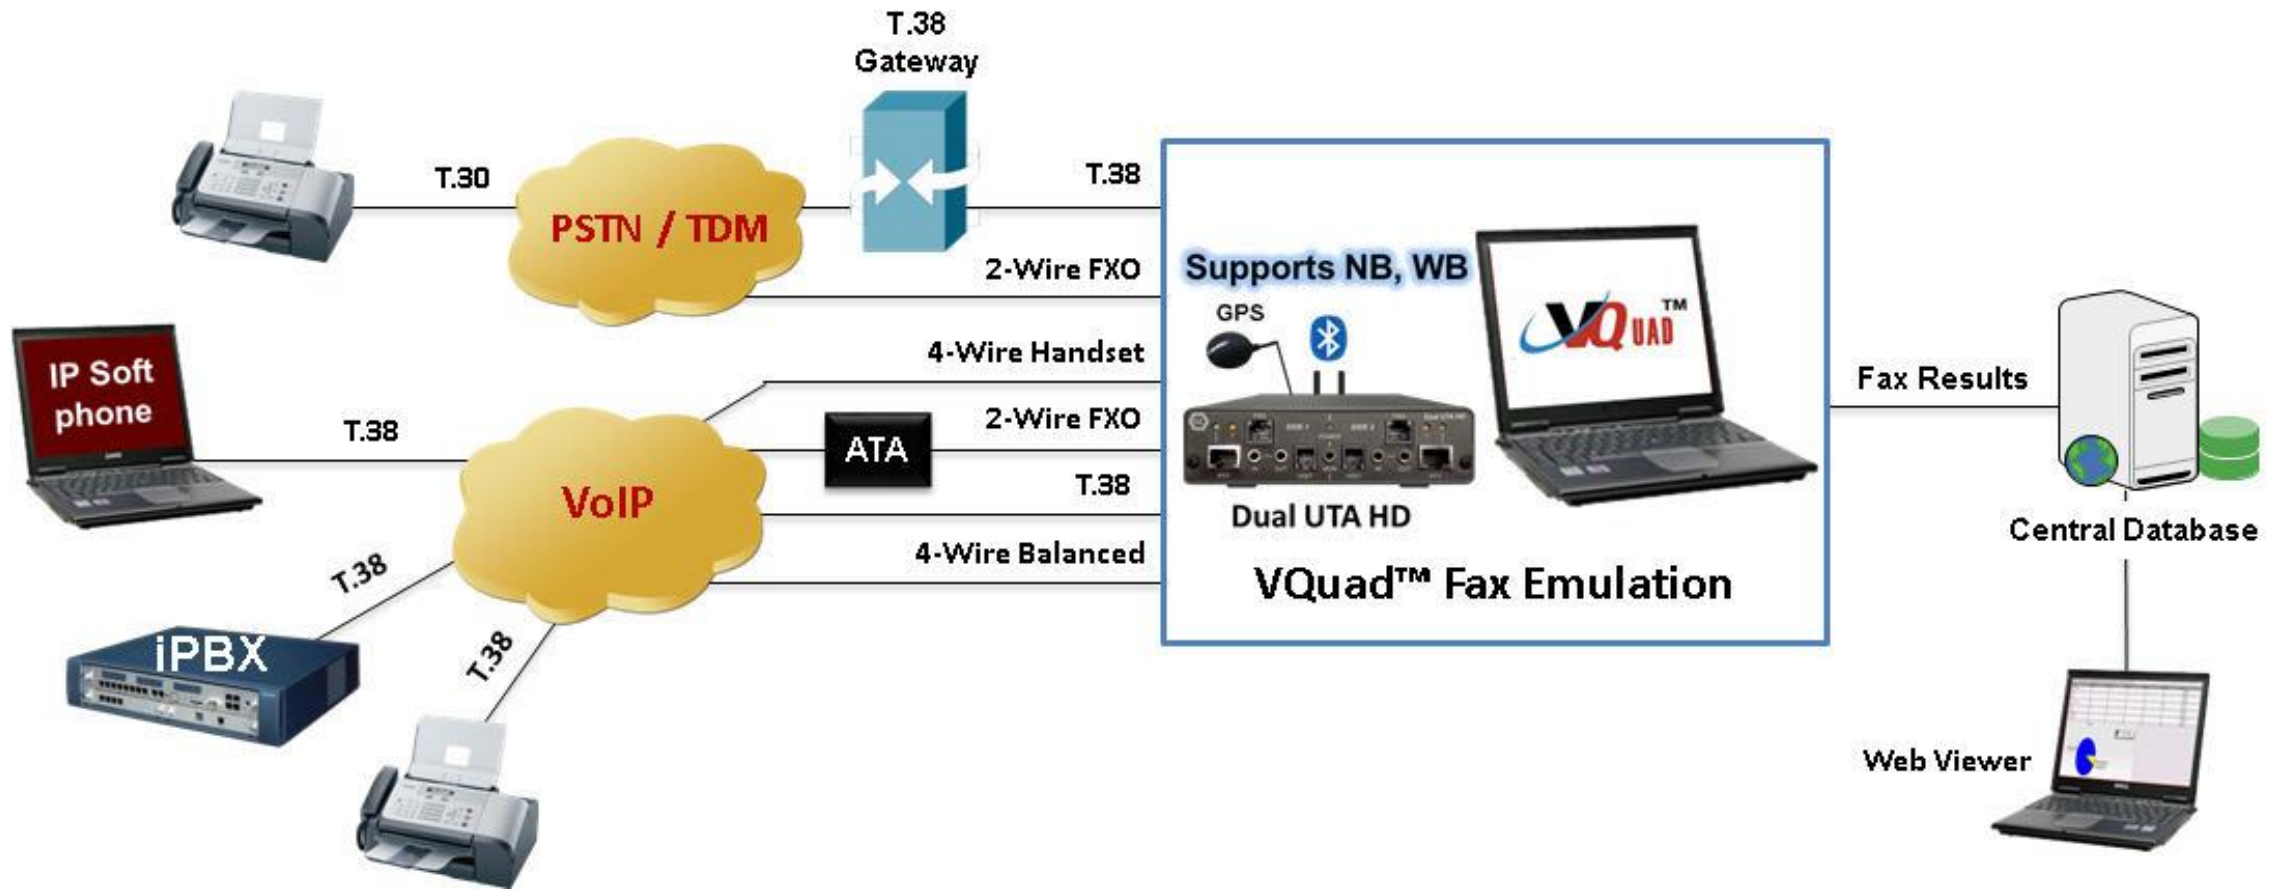 T.38
Gateway
T.30
PSTN / TDM
T.38
2-Wire FXO
Supports NB, WB
GPS
VQUAD™
4-Wire Handset
IP Soft
phone
T.38
2-Wire FXO
ATA
VoIP
T.38
4-Wire Balanced
Dual UTA HD
VQuad™ Fax Emulation
Fax Results
Central Database
T.38
iPBX
T.38
Web Viewer